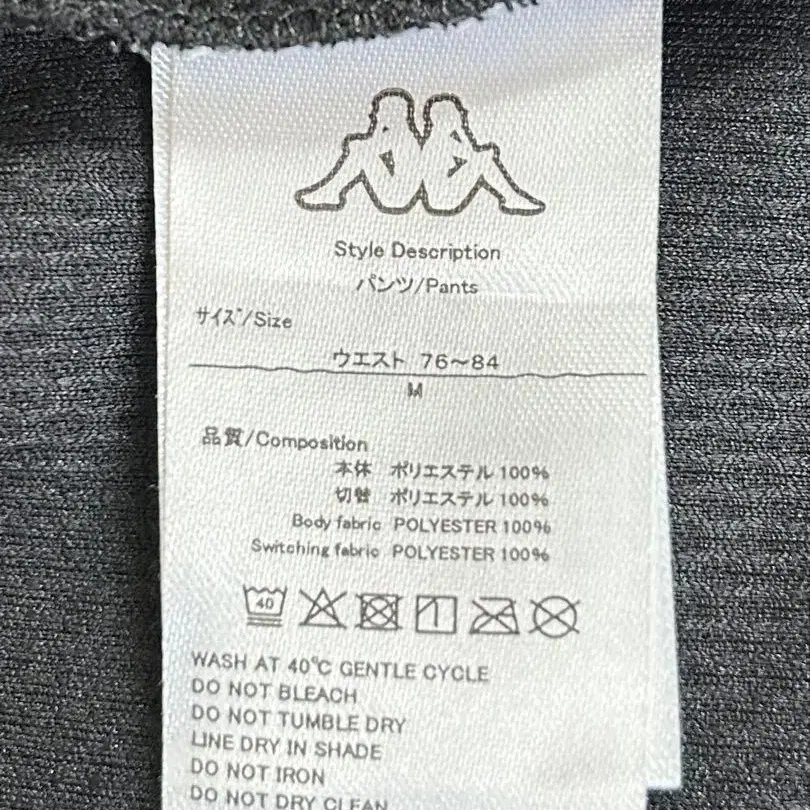 Style Description
パンツ/Pants
サイズ/Size
ウエスト 76~84
M
品質/Composition
本体 ポリエステル 100%
切替 ポリエステル 100%
Body fabric POLYESTER 100%
Switching fabric POLYESTER 100%
40
WASH AT 40℃ GENTLE CYCLE
DO NOT BLEACH
DO NOT TUMBLE DRY
LINE DRY IN SHADE
DO NOT IRON
DO NOT DRY CLEAN